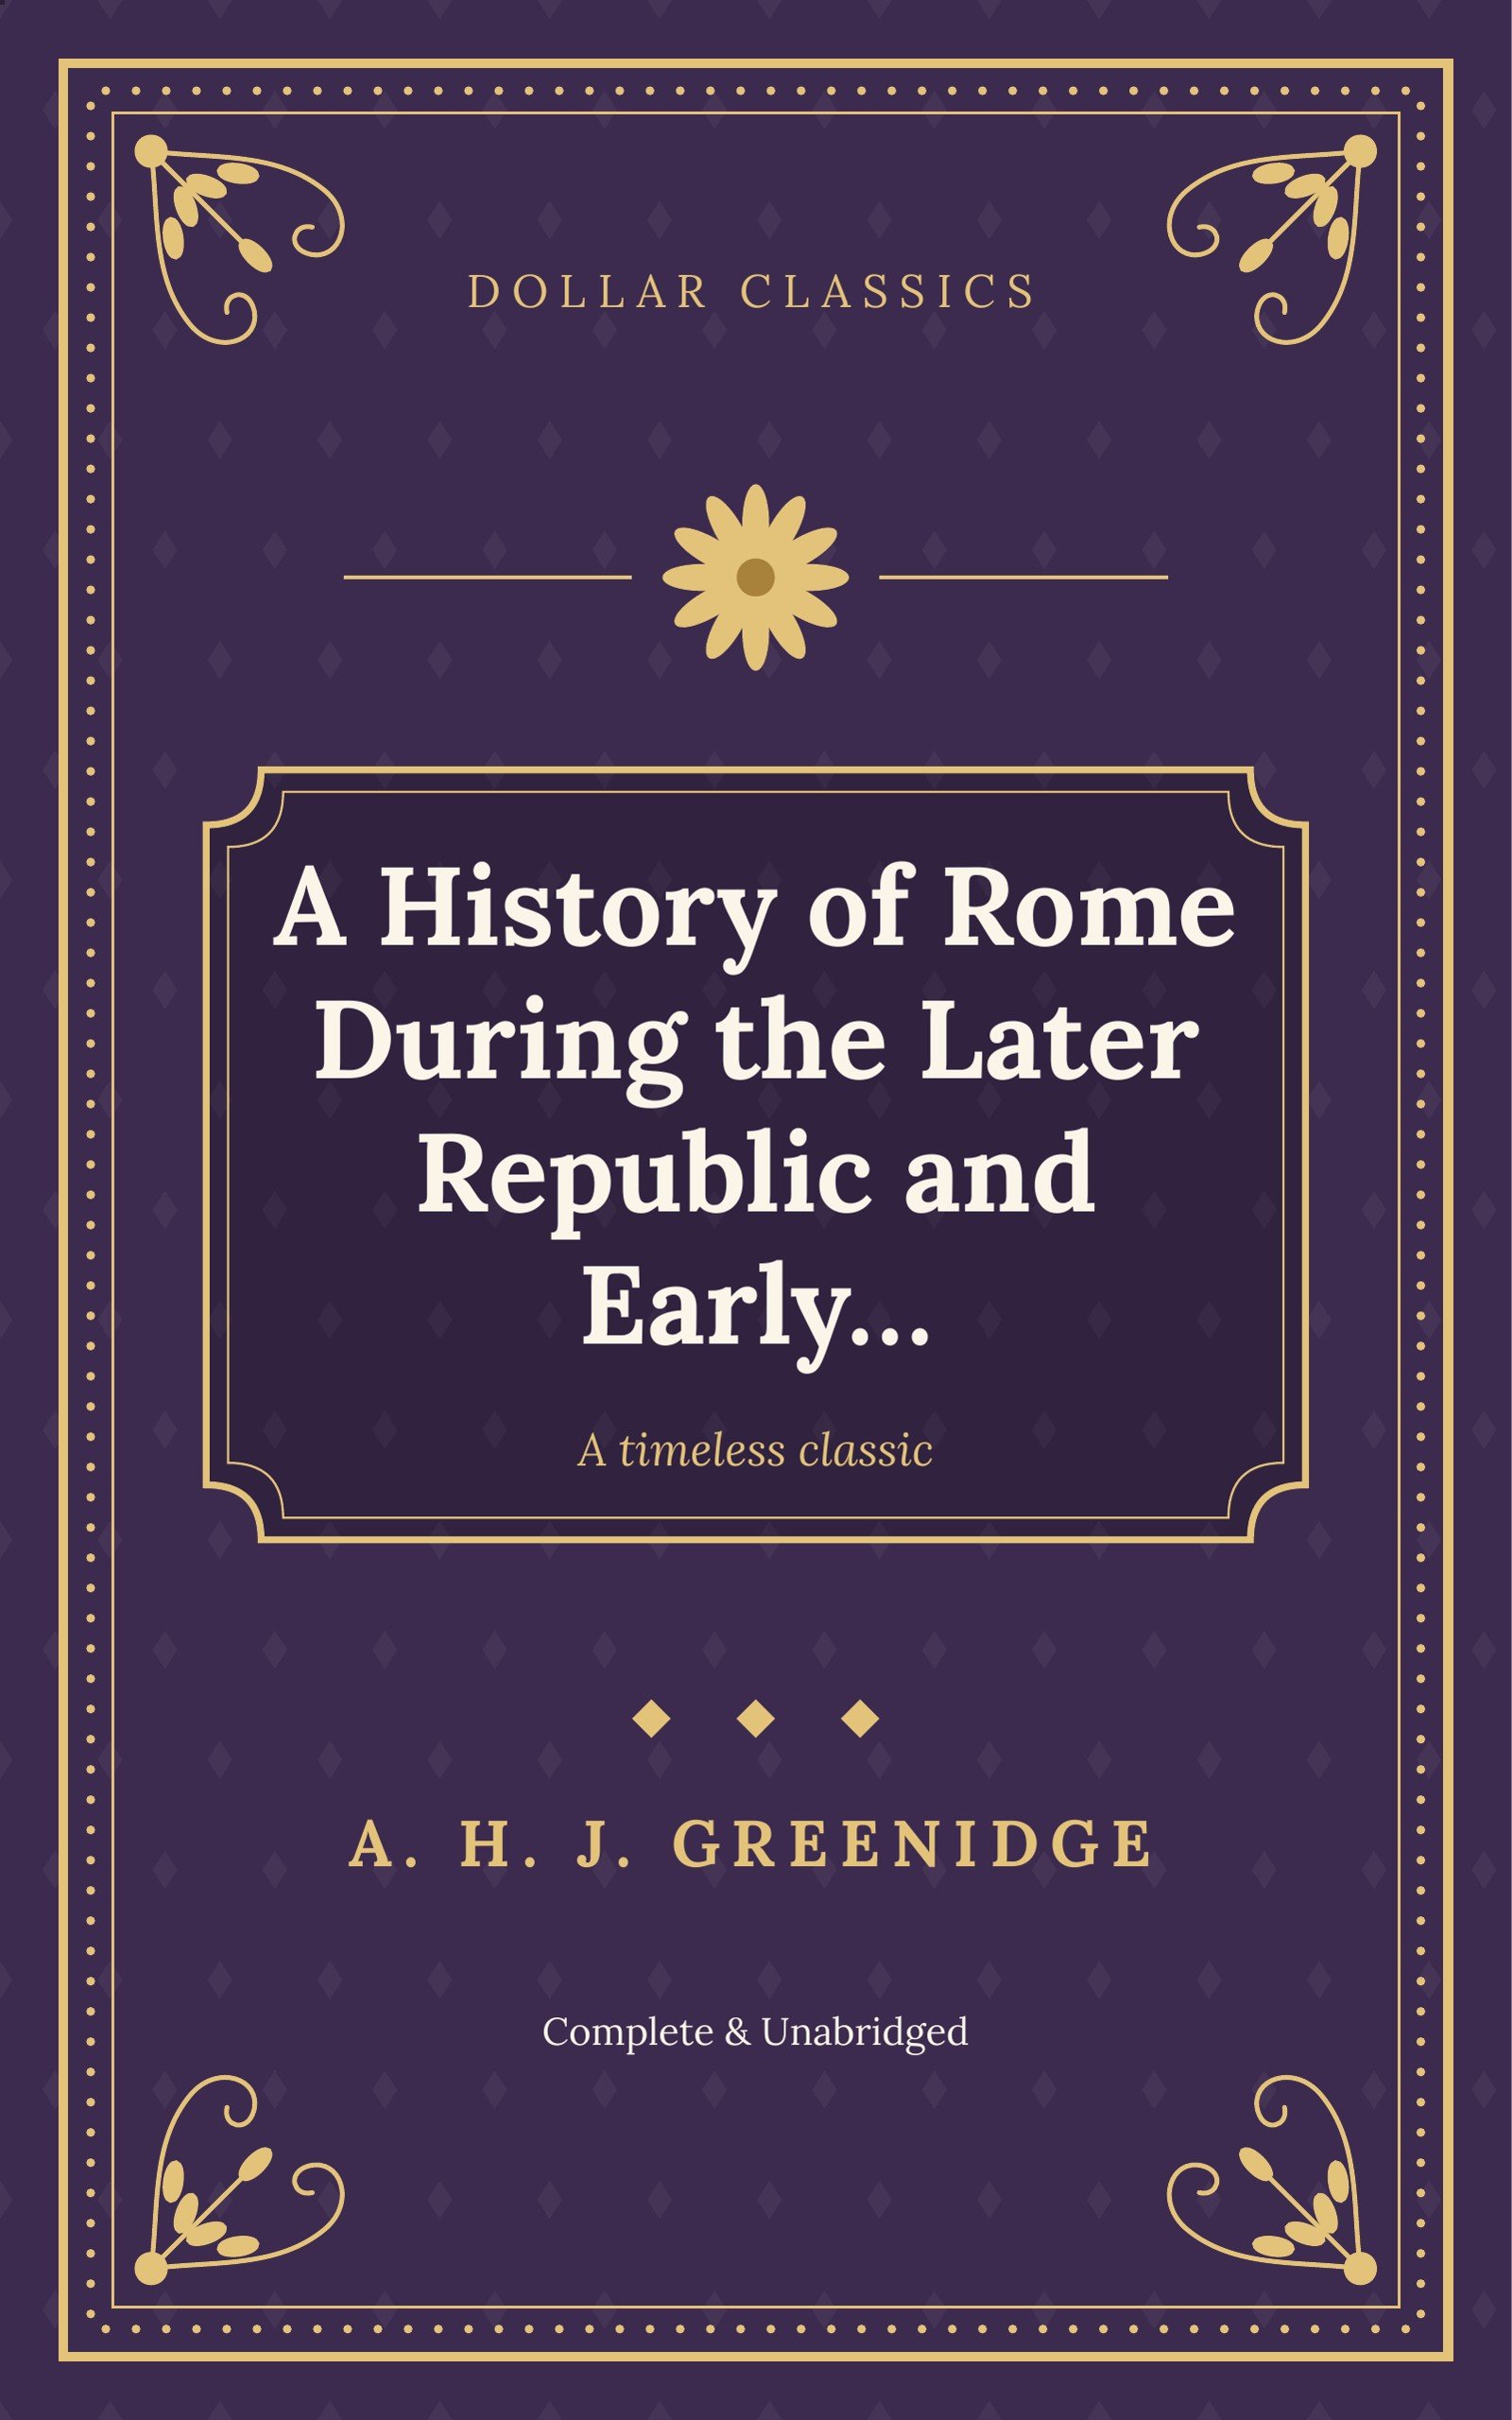 DOLLAR CLASSICS
A History of Rome
During the Later
Republic and
Early...
A timeless classic
A. H. J. GREENIDGE
Complete & Unabridged